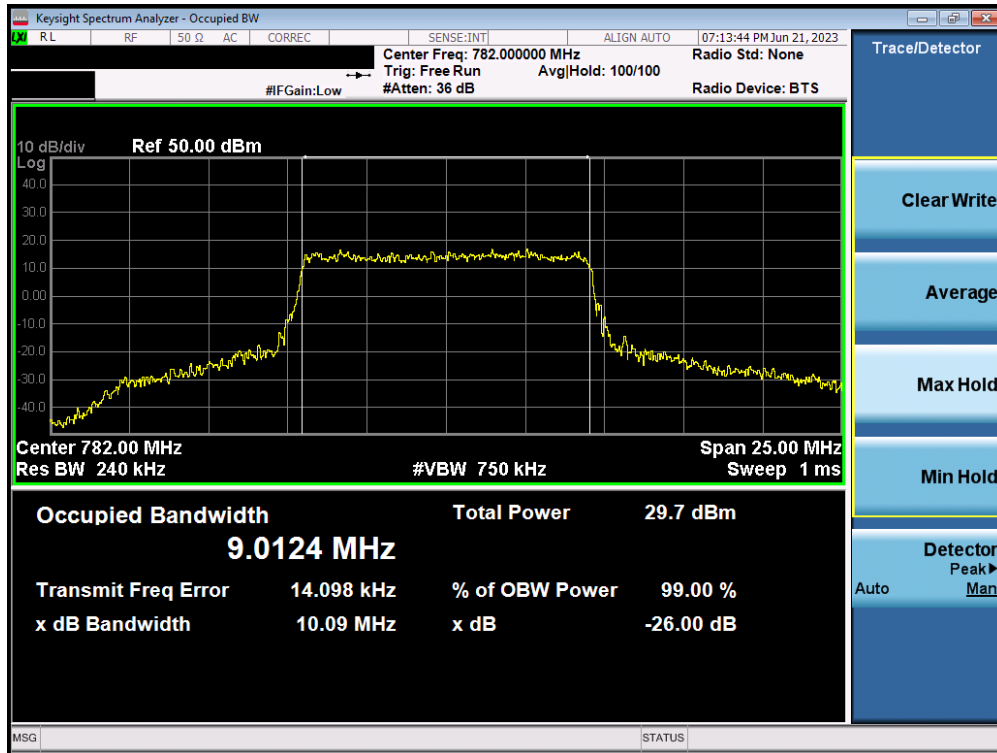 Keysight Spectrum Analyzer - Occupied BW
LXI RL RF 50 Ω AC CORREC SENSE:INT ALIGN AUTO 07:13:44 PM Jun 21, 2023
Center Freq: 782.000000 MHz Radio Std: None
Trig: Free Run Avg|Hold: 100/100
#IFGain:Low #Atten: 36 dB Radio Device: BTS
Trace/Detector
10 dB/div Ref 50.00 dBm
Log
40.0
30.0
20.0
10.0
0.00
-10.0
-20.0
-30.0
-40.0
Center 782.00 MHz Span 25.00 MHz
Res BW 240 kHz #VBW 750 kHz Sweep 1 ms
Occupied Bandwidth Total Power 29.7 dBm
9.0124 MHz
Transmit Freq Error 14.098 kHz % of OBW Power 99.00 %
x dB Bandwidth 10.09 MHz x dB -26.00 dB
Clear Write
Average
Max Hold
Min Hold
Detector
Peak▶
Auto Man
MSG STATUS